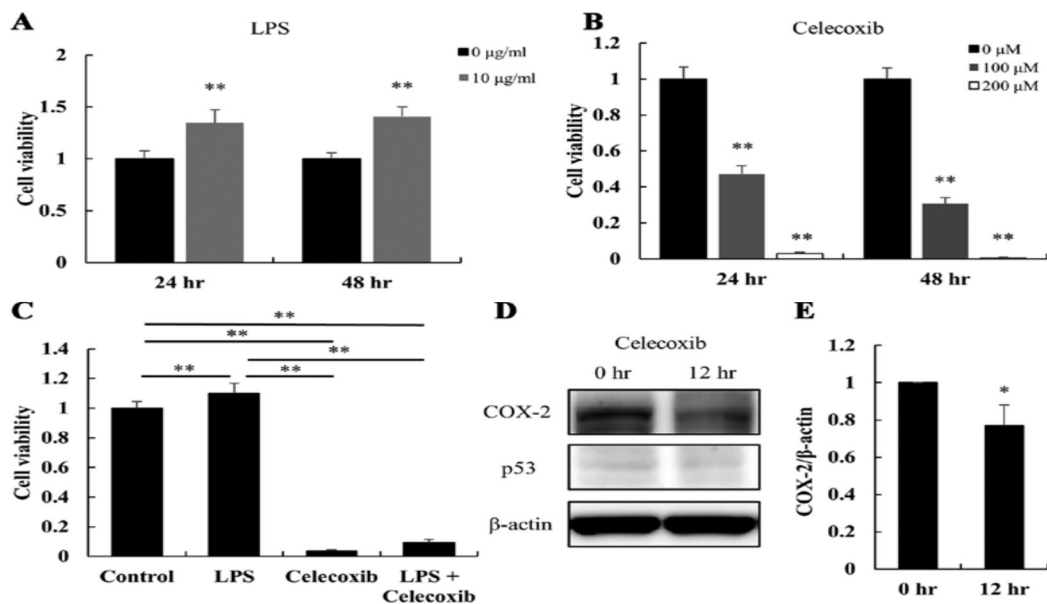 A
LPS
0 µg/ml
10 µg/ml
Cell viability
2
1.5
1
0.5
0
**
**
24 hr
48 hr
B
Celecoxib
0 µM
100 µM
200 µM
Cell viability
1.2
1
0.8
0.6
0.4
0.2
0
**
**
**
**
24 hr
48 hr
C
Cell viability
1.4
1.2
1
0.8
0.6
0.4
0.2
0
**
**
**
**
**
Control
LPS
Celecoxib
LPS +
Celecoxib
D
Celecoxib
0 hr
12 hr
COX-2
p53
β-actin
E
COX-2/β-actin
1.2
1
0.8
0.6
0.4
0.2
0
*
0 hr
12 hr